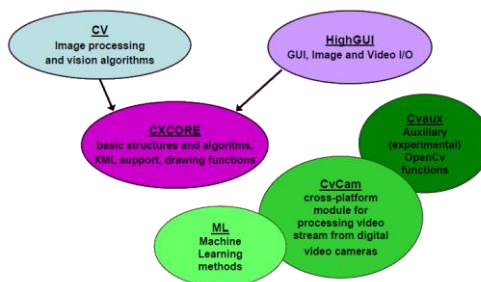 CV
Image processing
and vision algorithms
HighGUI
GUI, Image and Video I/O
CXCORE
basic structures and algoritms,
XML support, drawing functions
Cvaux
Auxiliary
(experimental)
OpenCv
functions
CvCam
cross-platform
module for
processing video
stream from digital
video cameras
ML
Machine
Learning
methods